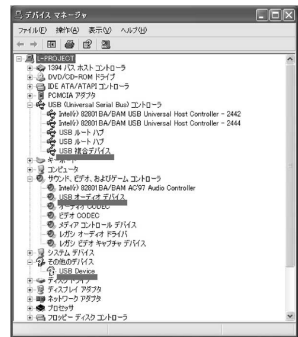 デバイス マネージャ
ファイル(F) 操作(A) 表示(V) ヘルプ(H)
L-PROJECT
1394 バス ホスト コントローラ
DVD/CD-ROM ドライブ
IDE ATA/ATAPI コントローラ
PCMCIA アダプタ
USB (Universal Serial Bus) コントローラ
Intel(r) 82801BA/BAM USB Universal Host Controller - 2442
Intel(r) 82801BA/BAM USB Universal Host Controller - 2444
USB ルート ハブ
USB ルート ハブ
USB 複合デバイス
キーボード
コンピュータ
サウンド、ビデオ、およびゲーム コントローラ
Intel(r) 82801BA/BAM AC'97 Audio Controller
USB オーディオ デバイス
オーディオ CODEC
ビデオ CODEC
メディア コントロール デバイス
レガシ オーディオ ドライバ
レガシ ビデオ キャプチャ デバイス
システム デバイス
その他のデバイス
USB Device
ディスク ドライブ
ディスプレイ アダプタ
ネットワーク アダプタ
プロセッサ
フロッピー ディスク コントローラ